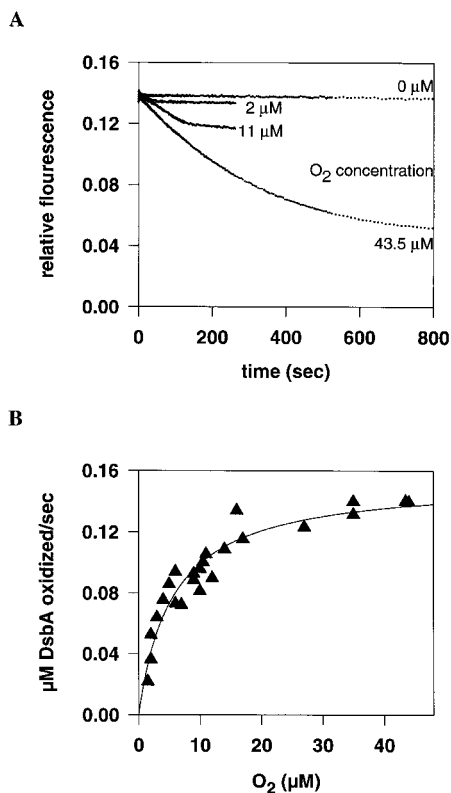 A
0.16
0.12
0.08
0.04
0.00
relative flourescence
0 µM
2 µM
11 µM
O2 concentration
43.5 µM
0 200 400 600 800
time (sec)
B
0.16
0.12
0.08
0.04
0.00
µM DsbA oxidized/sec
0 10 20 30 40
O2 (µM)